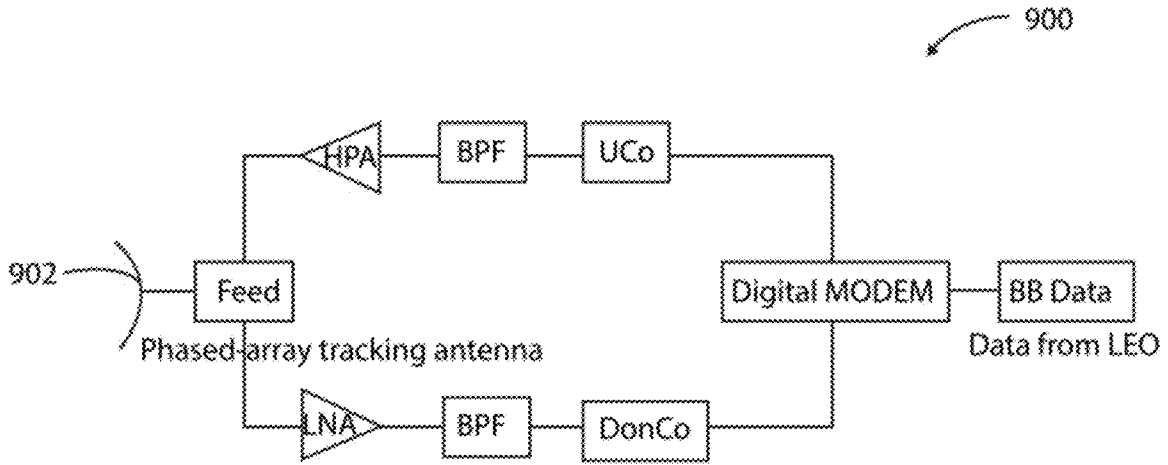 900
HPA
BPF
UCo
902
Feed
Digital MODEM
BB Data
Phased-array tracking antenna
Data from LEO
LNA
BPF
DonCo